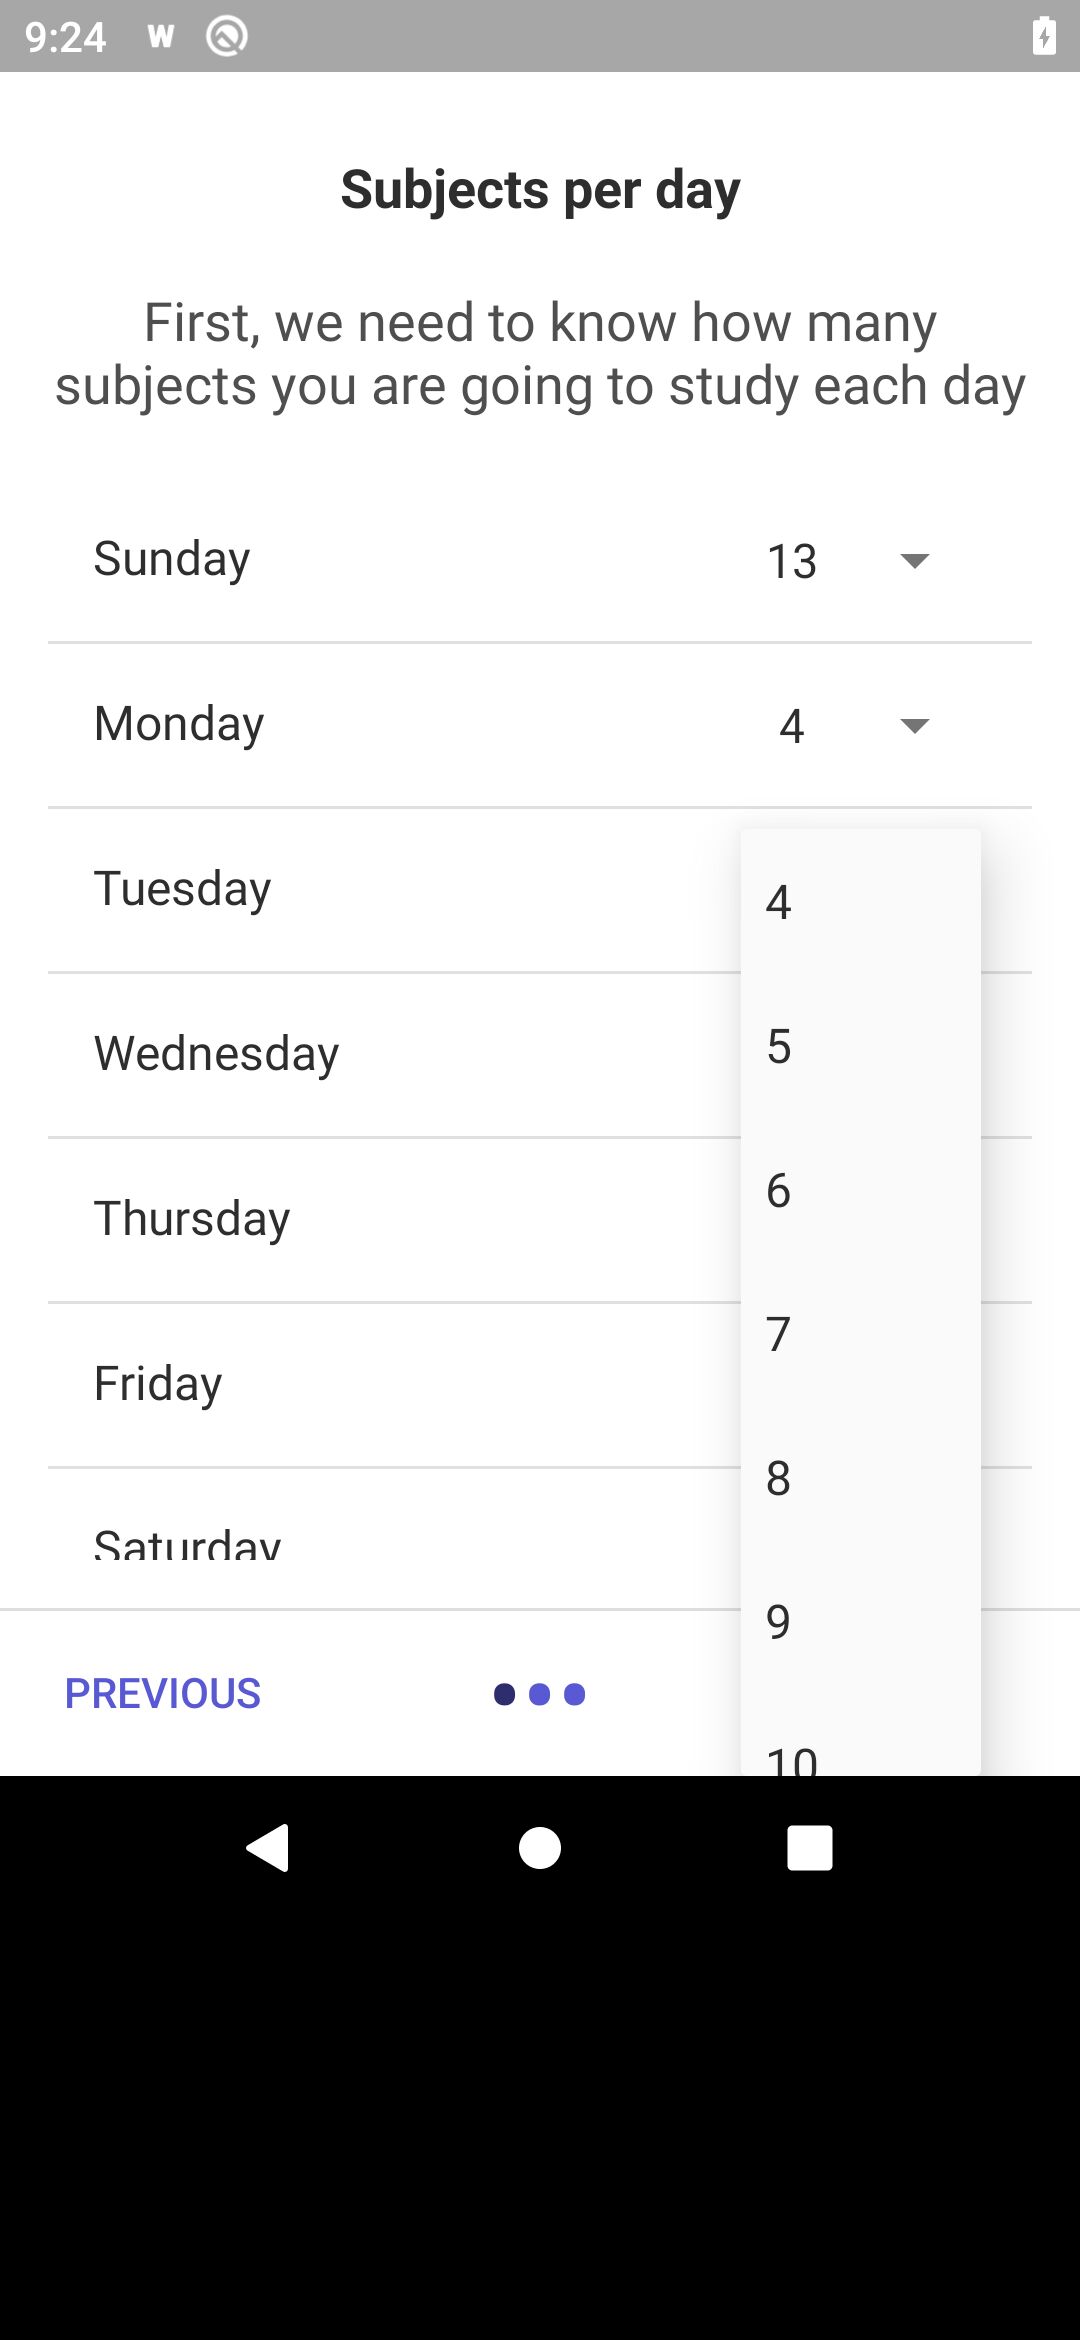 9:24 W
Subjects per day
First, we need to know how many
subjects you are going to study each day
Sunday 13
Monday 4
Tuesday
4
Wednesday
5
Thursday
6
7
Friday
8
Saturday
9
PREVIOUS
10